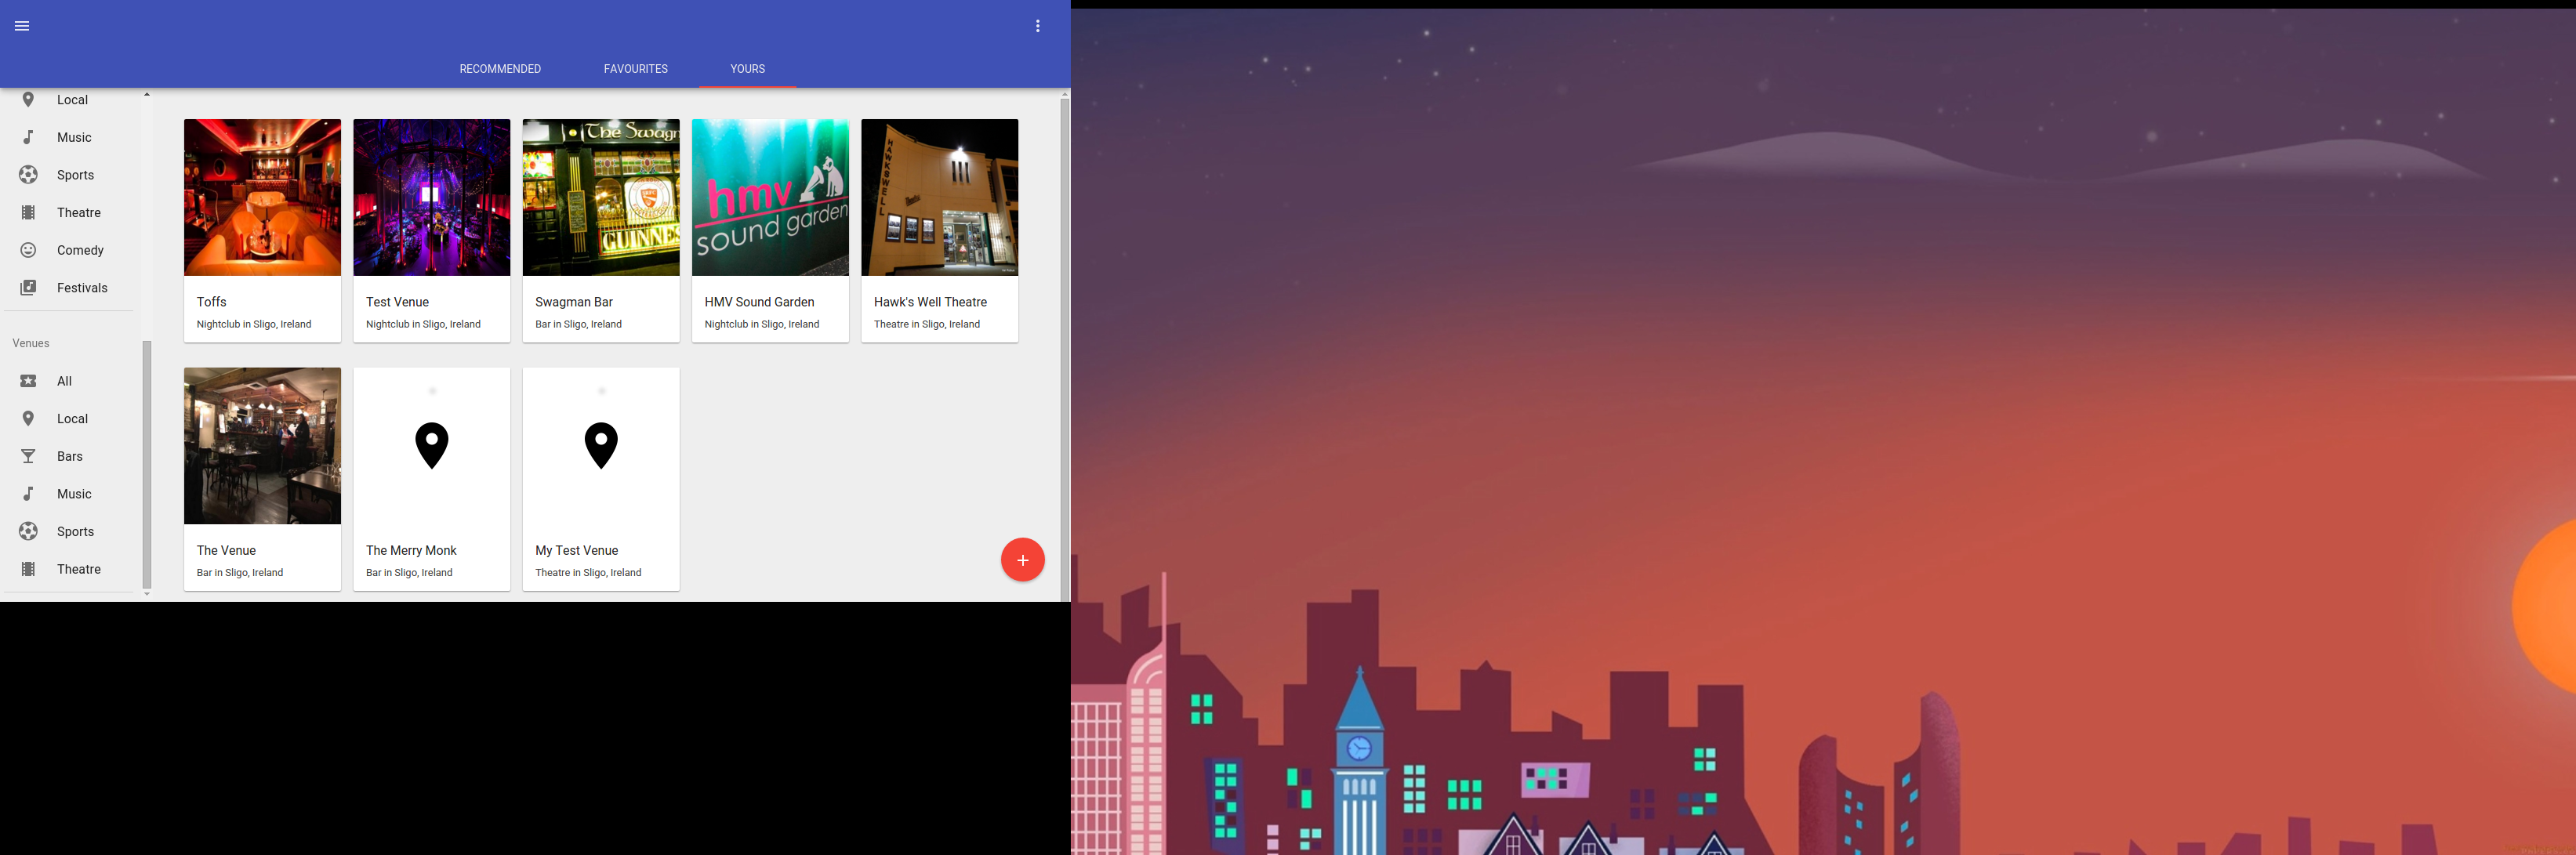 RECOMMENDED
FAVOURITES
YOURS
Local
Music
Sports
Theatre
Comedy
Festivals
Venues
All
Local
Bars
Music
Sports
Theatre
The Swagm
GUINNES
hmv
sound garden
HAWKSWELL
Toffs
Nightclub in Sligo, Ireland
Test Venue
Nightclub in Sligo, Ireland
Swagman Bar
Bar in Sligo, Ireland
HMV Sound Garden
Nightclub in Sligo, Ireland
Hawk's Well Theatre
Theatre in Sligo, Ireland
The Venue
Bar in Sligo, Ireland
The Merry Monk
Bar in Sligo, Ireland
My Test Venue
Theatre in Sligo, Ireland